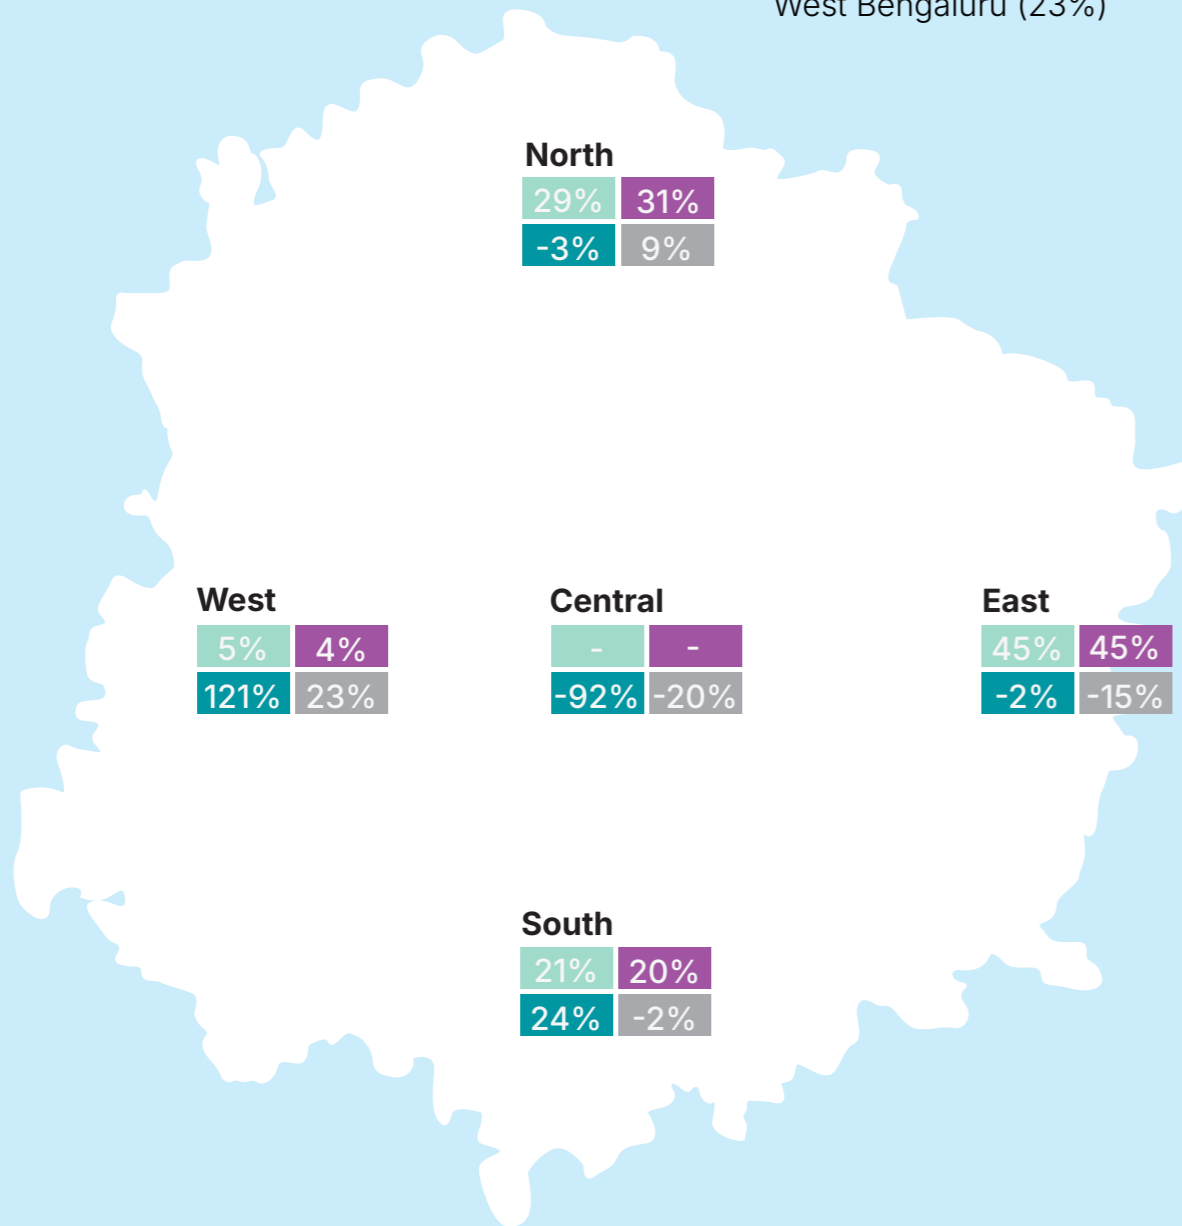 West Bengaluru (23%)
North
29% 31%
-3% 9%
West
5% 4%
121% 23%
Central
- -
-92% -20%
East
45% 45%
-2% -15%
South
21% 20%
24% -2%